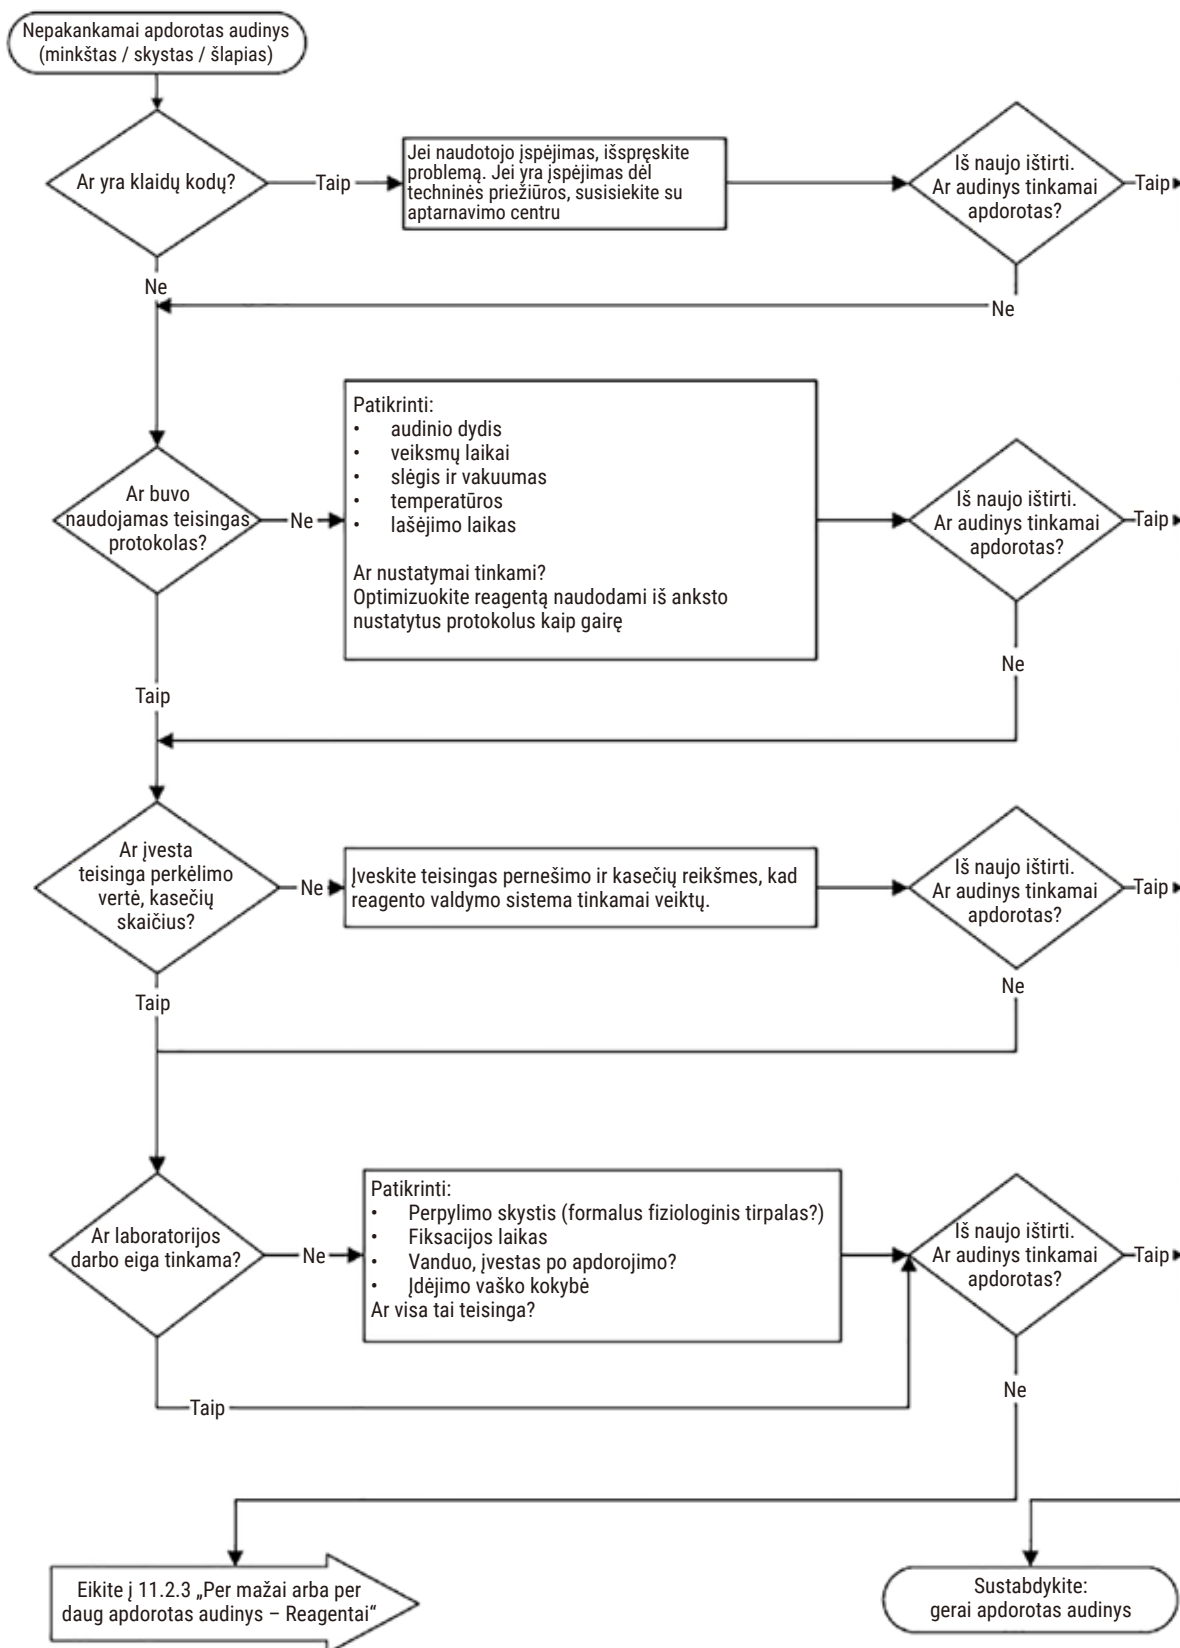 Nepakankamai apdorotas audinys
(minkštas / skystas / šlapias)
Ar yra klaidų kodų?
Taip
Jei naudotojo įspėjimas, išspręskite
problemą. Jei yra įspėjimas dėl
techninės priežiūros, susisiekite su
aptarnavimo centru
Iš naujo ištirti.
Ar audinys tinkamai
apdorotas?
Taip
Ne
Ne
Ar buvo
naudojamas teisingas
protokolas?
Ne
Patikrinti:
• audinio dydis
• veiksmų laikai
• slėgis ir vakuumas
• temperatūros
• lašėjimo laikas
Ar nustatymai tinkami?
Optimizuokite reagentą naudodami iš anksto
nustatytus protokolus kaip gairę
Iš naujo ištirti.
Ar audinys tinkamai
apdorotas?
Taip
Ne
Taip
Ar įvesta
teisinga perkėlimo
vertė, kasečių
skaičius?
Ne
Įveskite teisingas pernešimo ir kasečių reikšmes, kad
reagento valdymo sistema tinkamai veiktų.
Iš naujo ištirti.
Ar audinys tinkamai
apdorotas?
Taip
Ne
Taip
Ar laboratorijos
darbo eiga tinkama?
Ne
Patikrinti:
• Perpylimo skystis (formalus fiziologinis tirpalas?)
• Fiksacijos laikas
• Vanduo, įvestas po apdorojimo?
• Įdėjimo vaško kokybė
Ar visa tai teisinga?
Iš naujo ištirti.
Ar audinys tinkamai
apdorotas?
Taip
Ne
Taip
Eikite į 11.2.3 „Per mažai arba per
daug apdorotas audinys – Reagentai“
Sustabdykite:
gerai apdorotas audinys